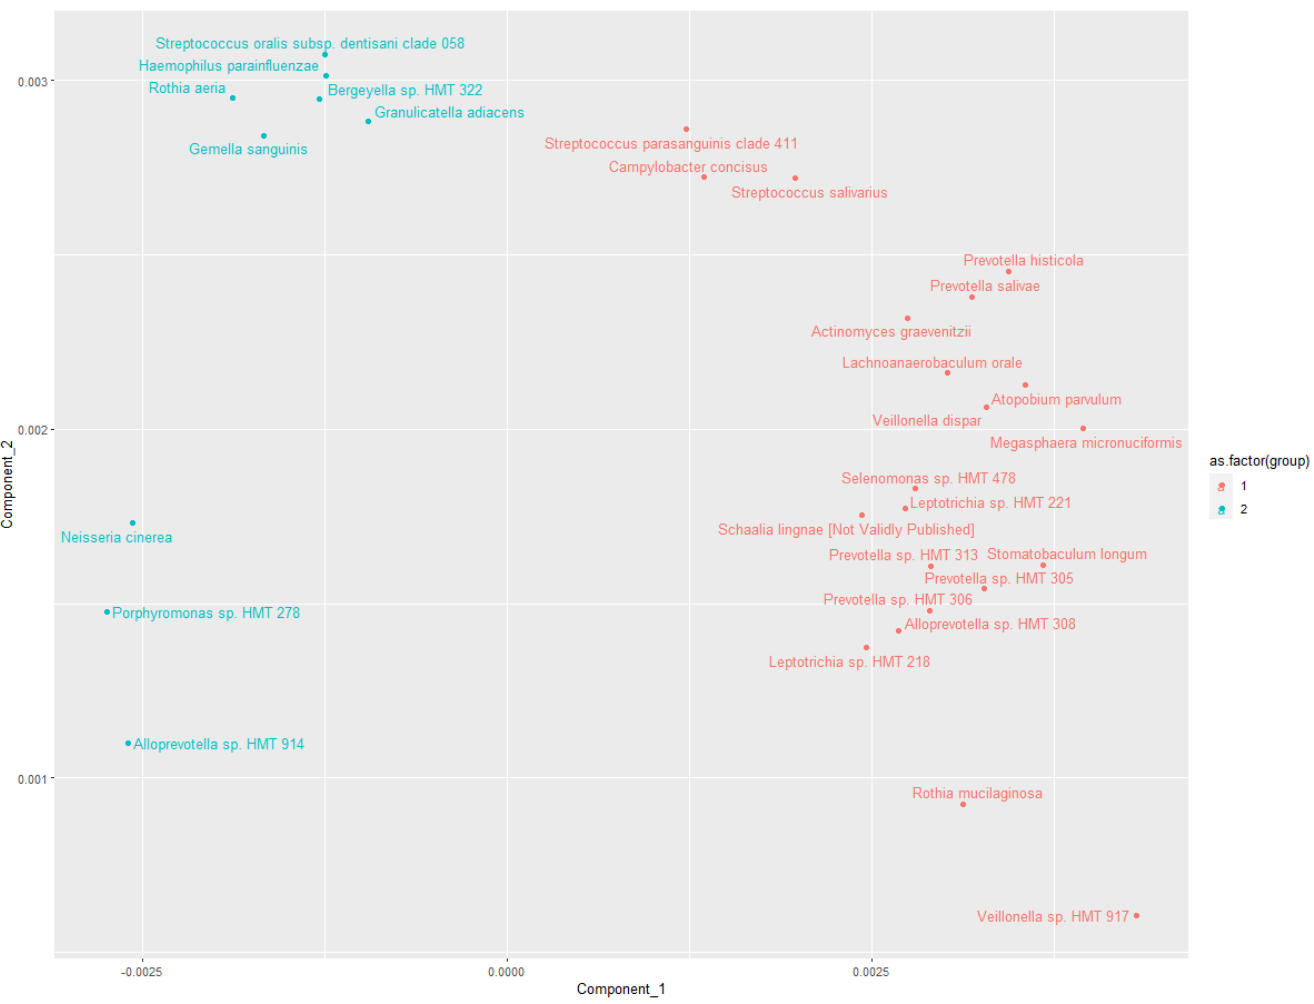 Streptococcus oralis subsp. dentisani clade 058
Haemophilus parainfluenzae
Rothia aeria
Bergeyella sp. HMT 322
Granulicatella adiacens
Gemella sanguinis
Streptococcus parasanguinis clade 411
Campylobacter concisus
Streptococcus salivarius
Prevotella histicola
Prevotella salivae
Actinomyces graevenitzii
Lachnoanaerobaculum orale
Atopobium parvulum
Veillonella dispar
Megasphaera micronuciformis
Selenomonas sp. HMT 478
Leptotrichia sp. HMT 221
Schaalia lingnae [Not Validly Published]
Prevotella sp. HMT 313
Stomatobaculum longum
Prevotella sp. HMT 305
Prevotella sp. HMT 306
Alloprevotella sp. HMT 308
Leptotrichia sp. HMT 218
Neisseria cinerea
Porphyromonas sp. HMT 278
Alloprevotella sp. HMT 914
Rothia mucilaginosa
Veillonella sp. HMT 917
0.003
0.002
0.001
Component_2
-0.0025
0.0000
0.0025
Component_1
as.factor(group)
a 1
a 2